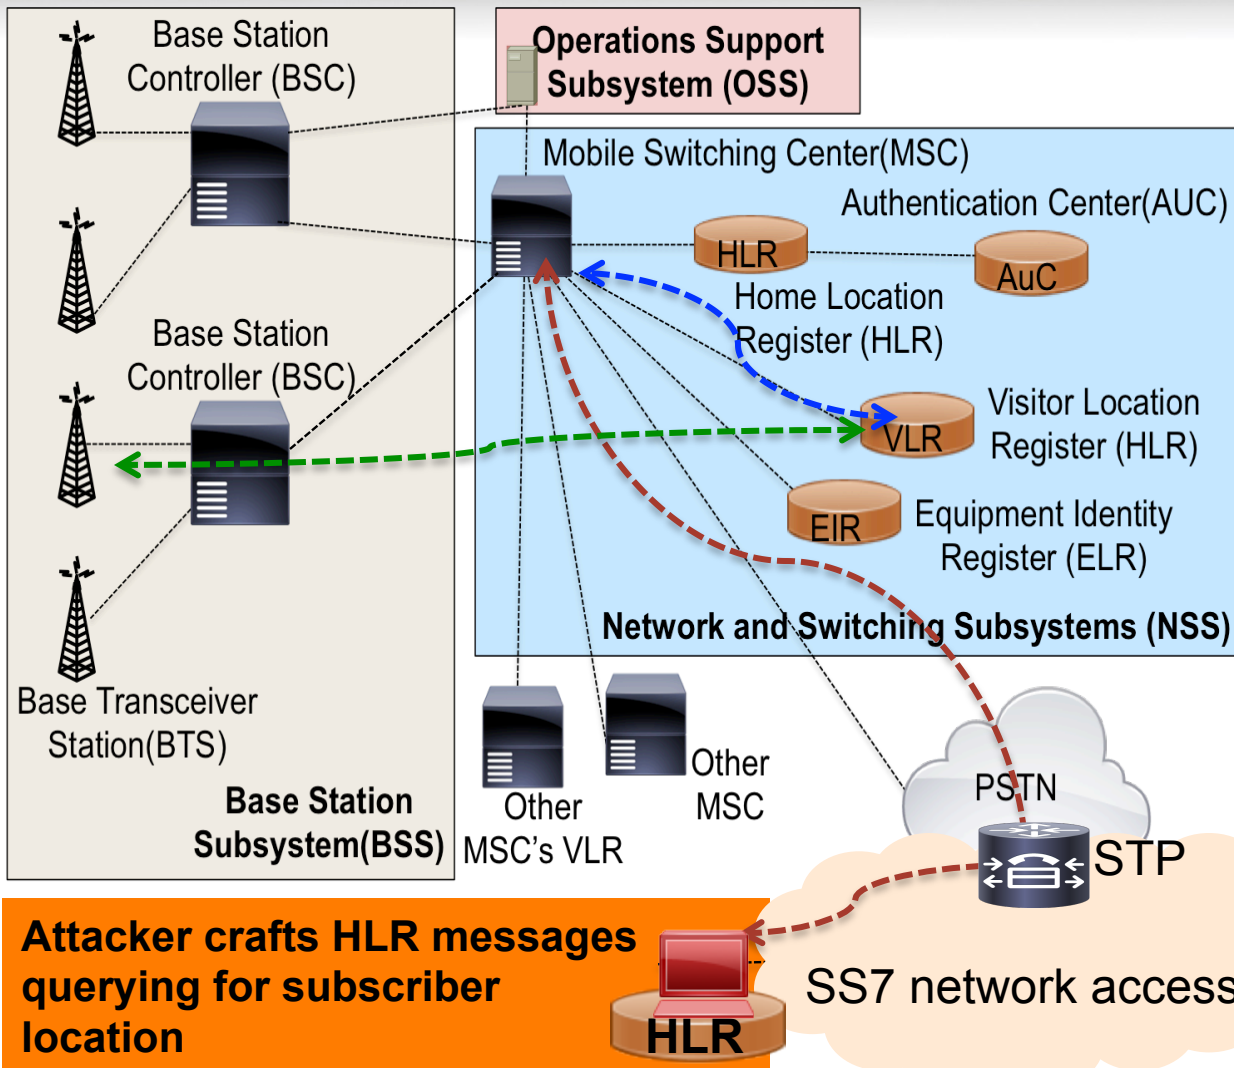 Base Station
Controller (BSC)
Operations Support
Subsystem (OSS)
Mobile Switching Center(MSC)
Authentication Center(AUC)
HLR
AuC
Home Location
Register (HLR)
Base Station
Controller (BSC)
Visitor Location
Register (HLR)
VLR
EIR
Equipment Identity
Register (ELR)
Network and Switching Subsystems (NSS)
Base Transceiver
Station(BTS)
Base Station
Subsystem(BSS)
Other
MSC's VLR
Other
MSC
PSTN
STP
Attacker crafts HLR messages
querying for subscriber
location
HLR
SS7 network access